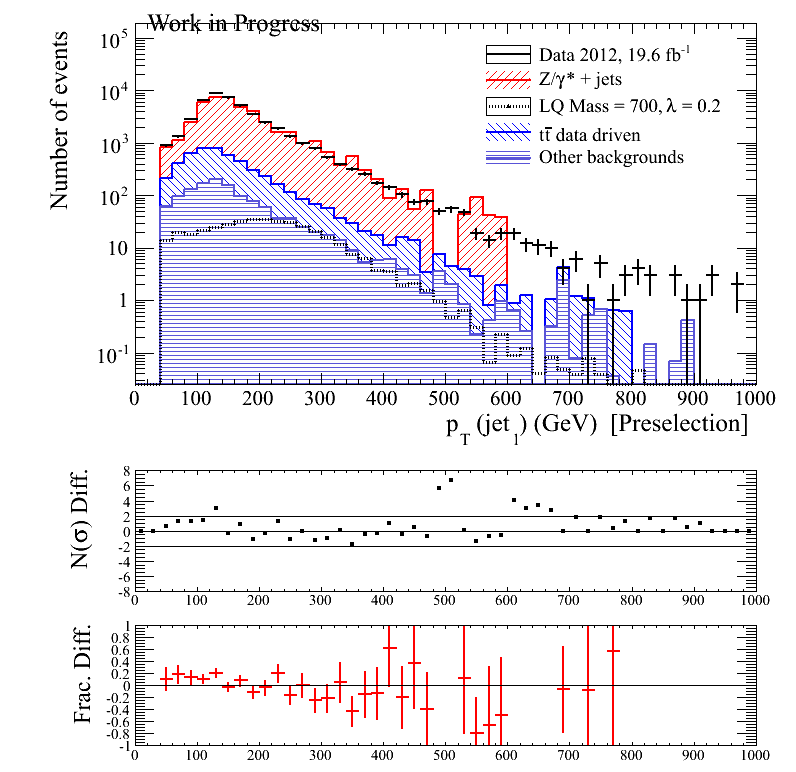 Work in Progress
Number of events
10^5
10^4
10^3
10^2
10
1
10^-1
Data 2012, 19.6 fb^-1
Z/γ* + jets
LQ Mass = 700, λ = 0.2
tt̄ data driven
Other backgrounds
0 100 200 300 400 500 600 700 800 900 1000
p_T (jet_1) (GeV) [Preselection]
N(σ) Diff.
8
6
4
2
0
-2
-4
-6
-8
0 100 200 300 400 500 600 700 800 900 1000
Frac. Diff.
1
0.8
0.6
0.4
0.2
0
-0.2
-0.4
-0.6
-0.8
-1
0 100 200 300 400 500 600 700 800 900 1000